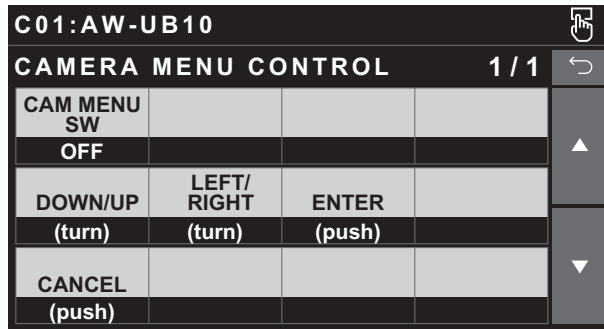 C01:AW-UB10
CAMERA MENU CONTROL 1/1
CAM MENU
SW
OFF
DOWN/UP LEFT/
RIGHT ENTER
(turn) (turn) (push)
CANCEL
(push)